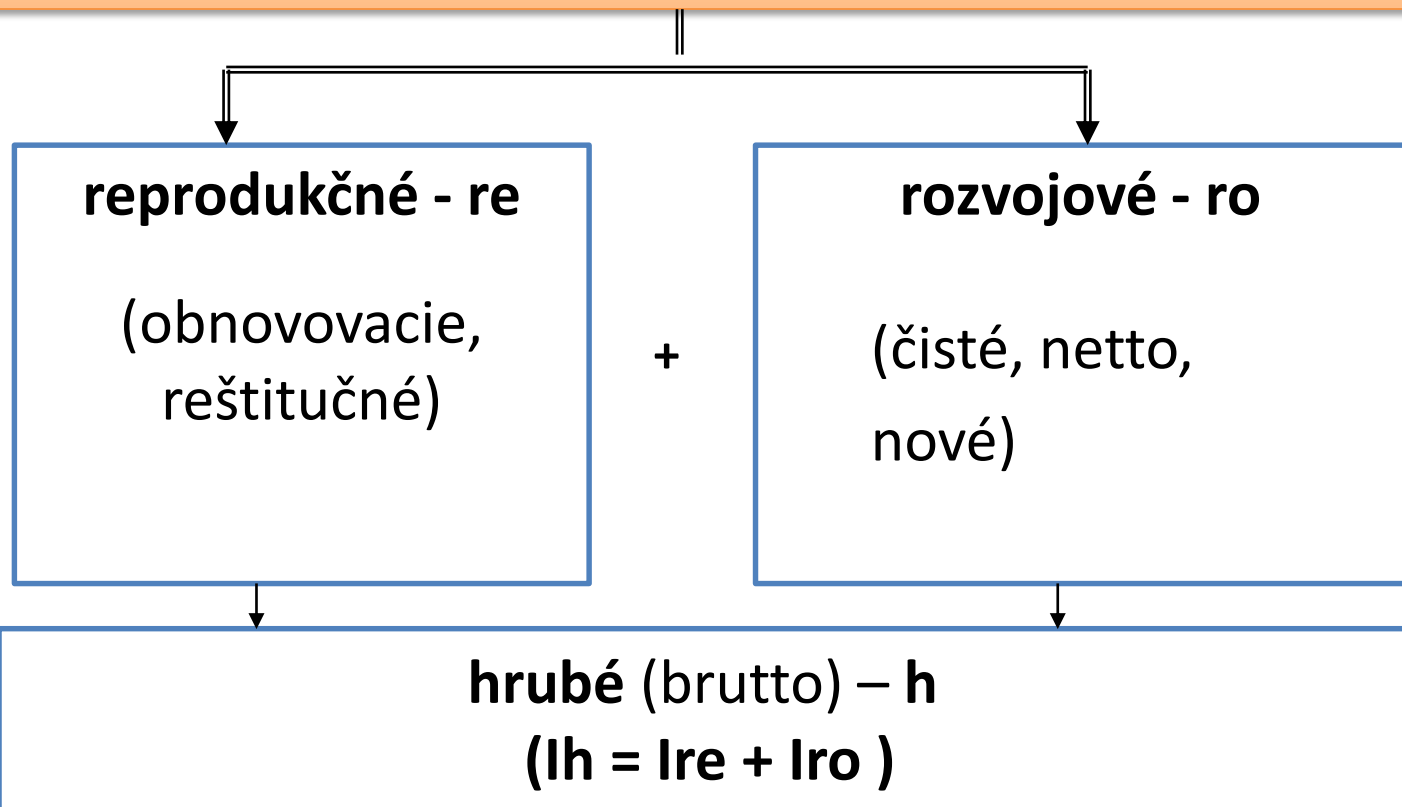 reprodukčné - re
(obnovovacie,
reštitučné)
+
rozvojové - ro
(čisté, netto,
nové)
hrubé (brutto) – h
(Ih = Ire + Iro )